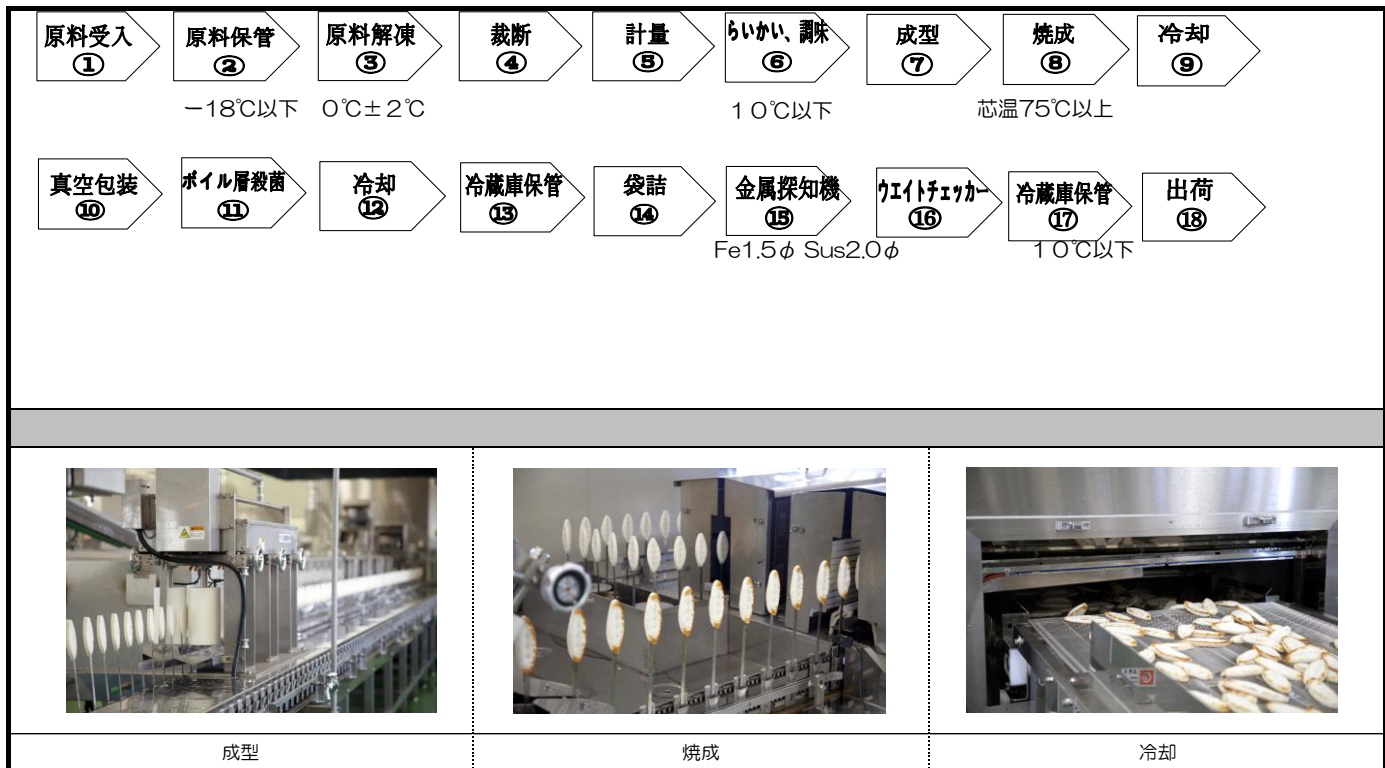 原料受入
①
原料保管
②
原料解凍
③
裁断
④
計量
⑤
らいかい、調味
⑥
成型
⑦
焼成
⑧
冷却
⑨
－18℃以下
0℃±2℃
10℃以下
芯温75℃以上
真空包装
⑩
ボイル層殺菌
⑪
冷却
⑫
冷蔵庫保管
⑬
袋詰
⑭
金属探知機
⑮
ウエイトチェッカー
⑯
冷蔵庫保管
⑰
出荷
⑱
Fe1.5φ Sus2.0φ
10℃以下
成型
焼成
冷却